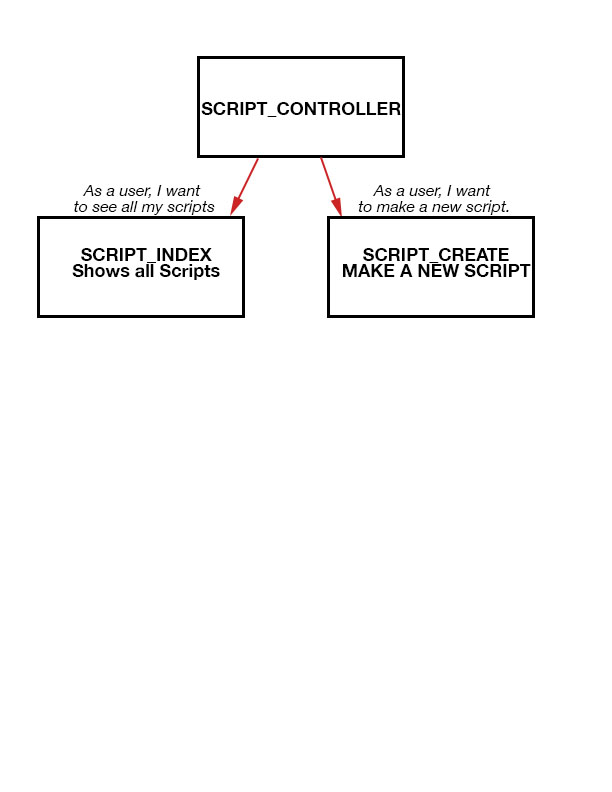 SCRIPT_CONTROLLER
As a user, I want
to see all my scripts
As a user, I want
to make a new script.
SCRIPT_INDEX
Shows all Scripts
SCRIPT_CREATE
MAKE A NEW SCRIPT